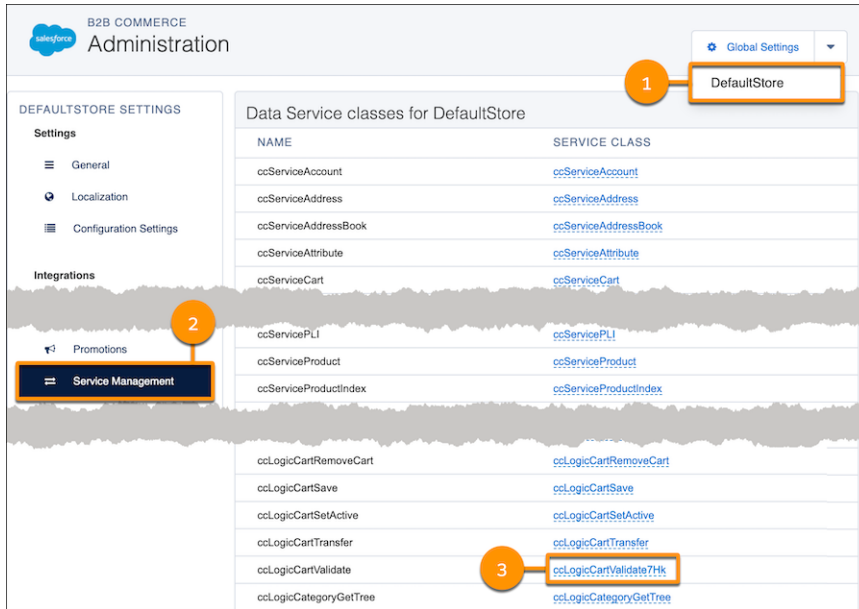 salesforce
B2B COMMERCE
Administration
Global Settings
1
DefaultStore
DEFAULTSTORE SETTINGS
Settings
General
Localization
Configuration Settings
Integrations
2
Promotions
Service Management
Data Service classes for DefaultStore
NAME SERVICE CLASS
ccServiceAccount ccServiceAccount
ccServiceAddress ccServiceAddress
ccServiceAddressBook ccServiceAddressBook
ccServiceAttribute ccServiceAttribute
ccServiceCart ccServiceCart
ccServicePLI ccServicePLI
ccServiceProduct ccServiceProduct
ccServiceProductIndex ccServiceProductIndex
ccLogicCartRemoveCart ccLogicCartRemoveCart
ccLogicCartSave ccLogicCartSave
ccLogicCartSetActive ccLogicCartSetActive
ccLogicCartTransfer ccLogicCartTransfer
ccLogicCartValidate 3 ccLogicCartValidate7Hk
ccLogicCategoryGetTree ccLogicCategoryGetTree